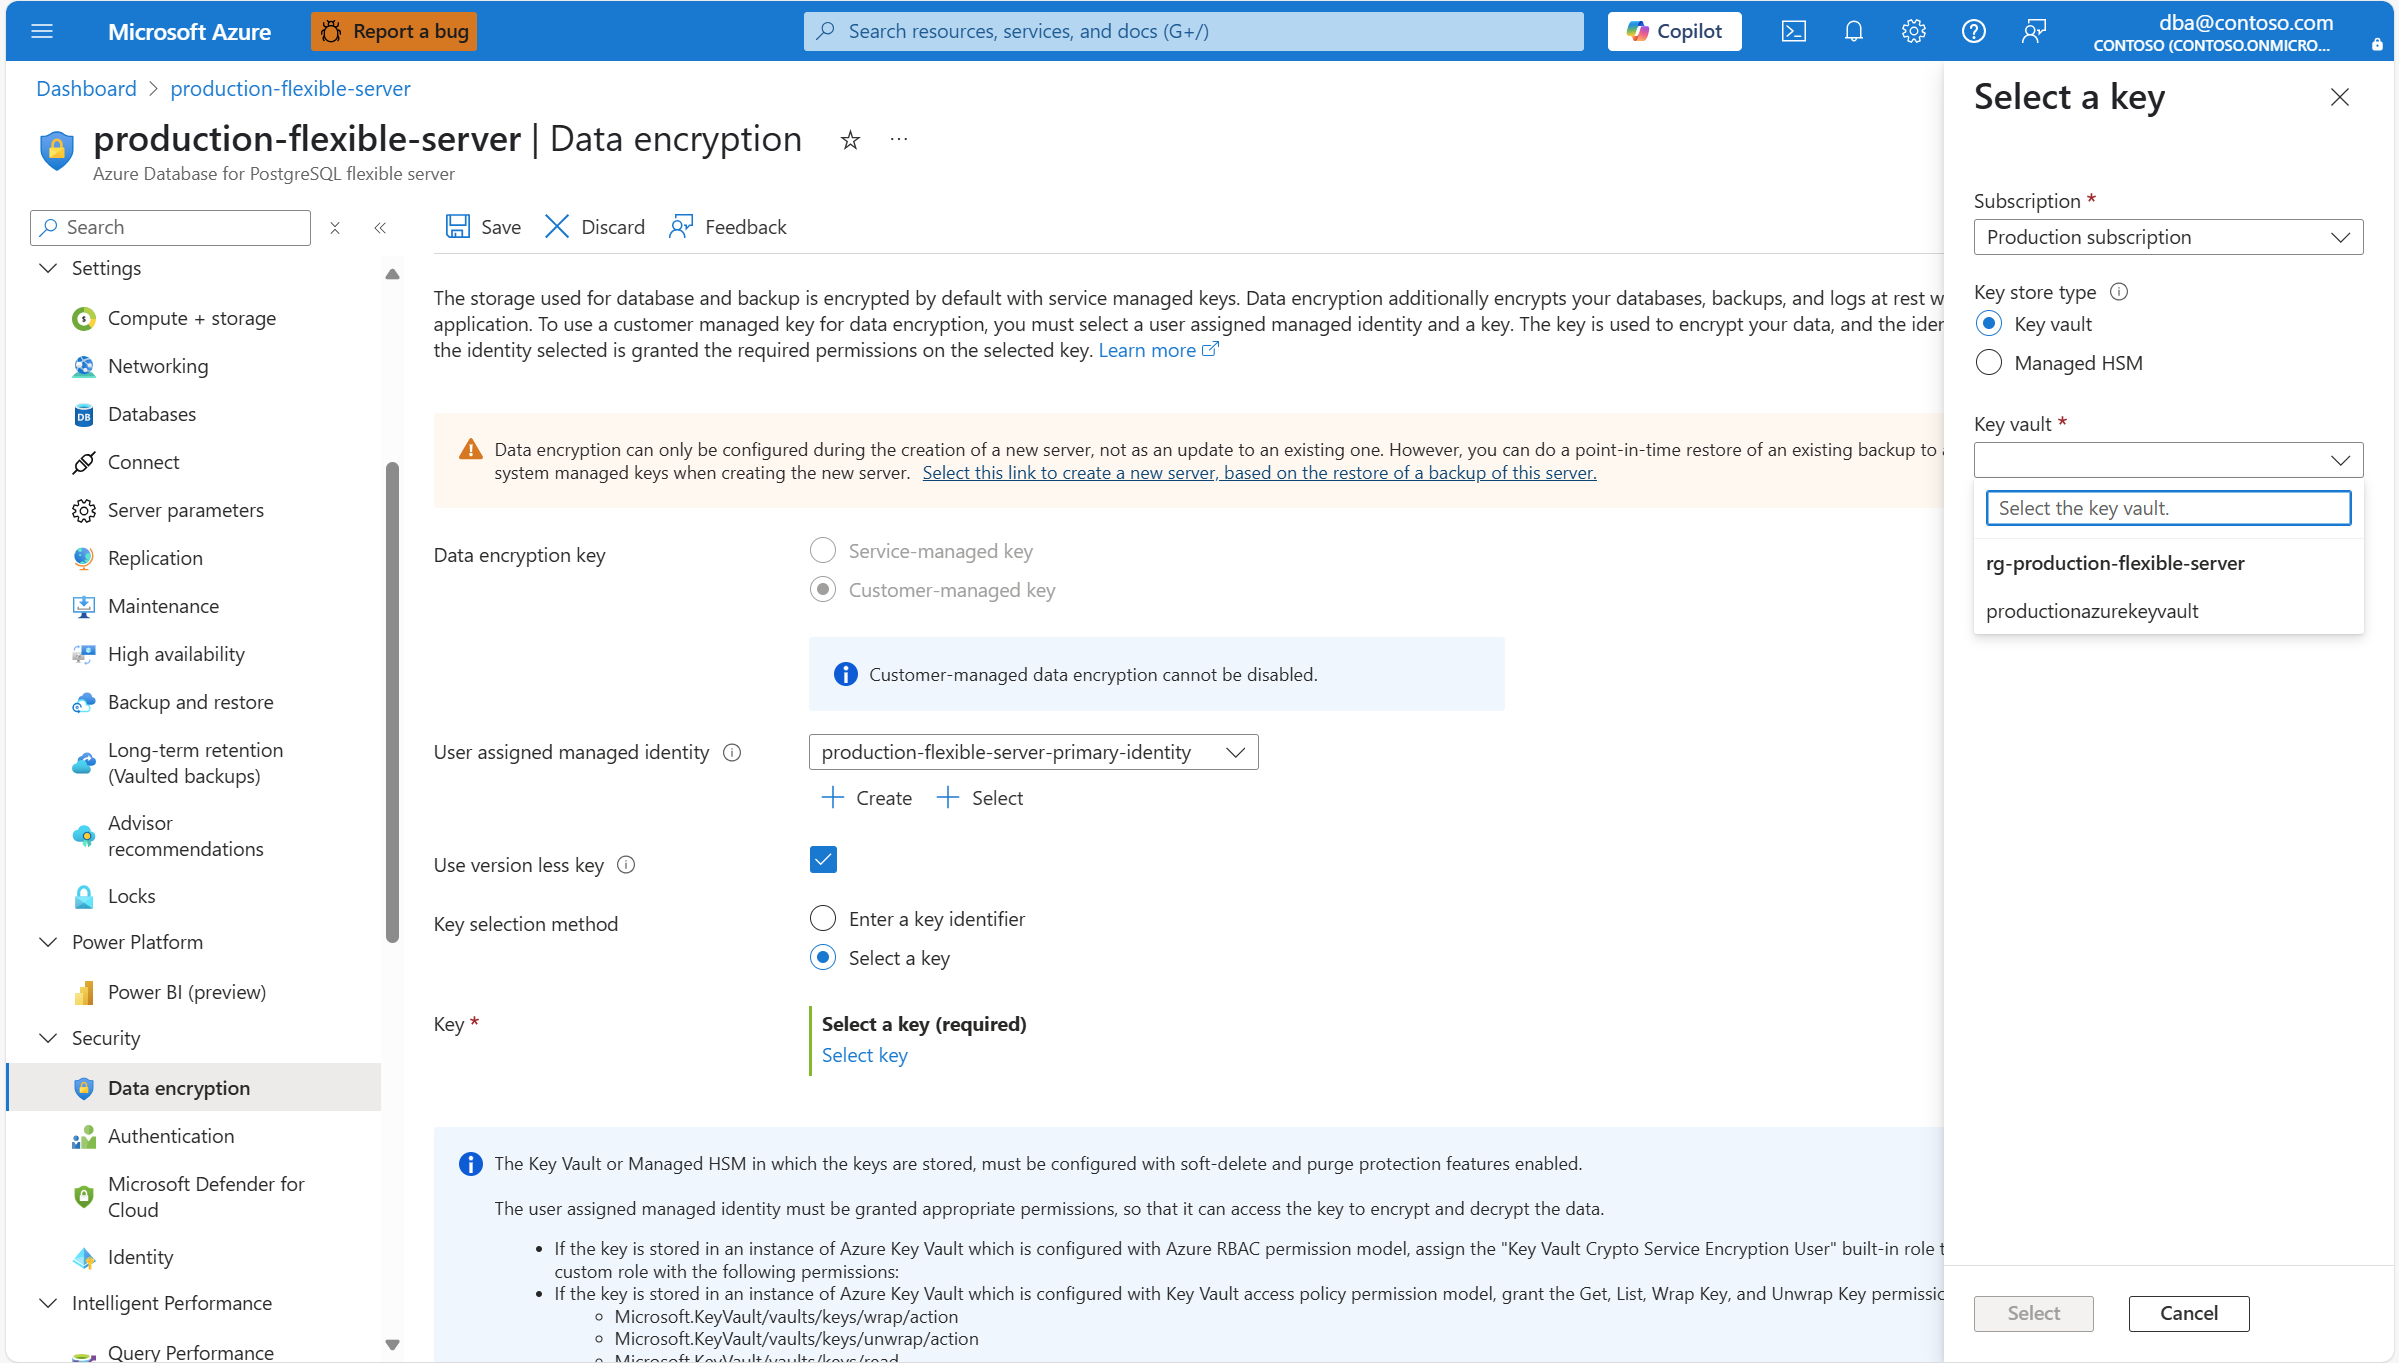 Microsoft Azure
Report a bug
Search resources, services, and docs (G+/)
Copilot
dba@contoso.com
CONTOSO (CONTOSO.ONMICRO...
Dashboard > production-flexible-server
production-flexible-server | Data encryption
Azure Database for PostgreSQL flexible server
Search
Settings
Compute + storage
Networking
Databases
Connect
Server parameters
Replication
Maintenance
High availability
Backup and restore
Long-term retention
(Vaulted backups)
Advisor
recommendations
Locks
Power Platform
Power BI (preview)
Security
Data encryption
Authentication
Microsoft Defender for
Cloud
Identity
Intelligent Performance
Query Performance
Save
Discard
Feedback
The storage used for database and backup is encrypted by default with service managed keys. Data encryption additionally encrypts your databases, backups, and logs at rest w
application. To use a customer managed key for data encryption, you must select a user assigned managed identity and a key. The key is used to encrypt your data, and the iden
the identity selected is granted the required permissions on the selected key. Learn more
Data encryption can only be configured during the creation of a new server, not as an update to an existing one. However, you can do a point-in-time restore of an existing backup to
system managed keys when creating the new server. Select this link to create a new server, based on the restore of a backup of this server.
Data encryption key
Service-managed key
Customer-managed key
Customer-managed data encryption cannot be disabled.
User assigned managed identity
production-flexible-server-primary-identity
Create
Select
Use version less key
Key selection method
Enter a key identifier
Select a key
Key *
Select a key (required)
Select key
The Key Vault or Managed HSM in which the keys are stored, must be configured with soft-delete and purge protection features enabled.
The user assigned managed identity must be granted appropriate permissions, so that it can access the key to encrypt and decrypt the data.
• If the key is stored in an instance of Azure Key Vault which is configured with Azure RBAC permission model, assign the "Key Vault Crypto Service Encryption User" built-in role t
custom role with the following permissions:
• If the key is stored in an instance of Azure Key Vault which is configured with Key Vault access policy permission model, grant the Get, List, Wrap Key, and Unwrap Key permissic
Microsoft.KeyVault/vaults/keys/wrap/action
Microsoft.KeyVault/vaults/keys/unwrap/action
Microsoft.KeyVault/vaults/keys/read
Select a key
Subscription *
Production subscription
Key store type
Key vault
Managed HSM
Key vault *
Select the key vault.
rg-production-flexible-server
productionazurekeyvault
Select
Cancel